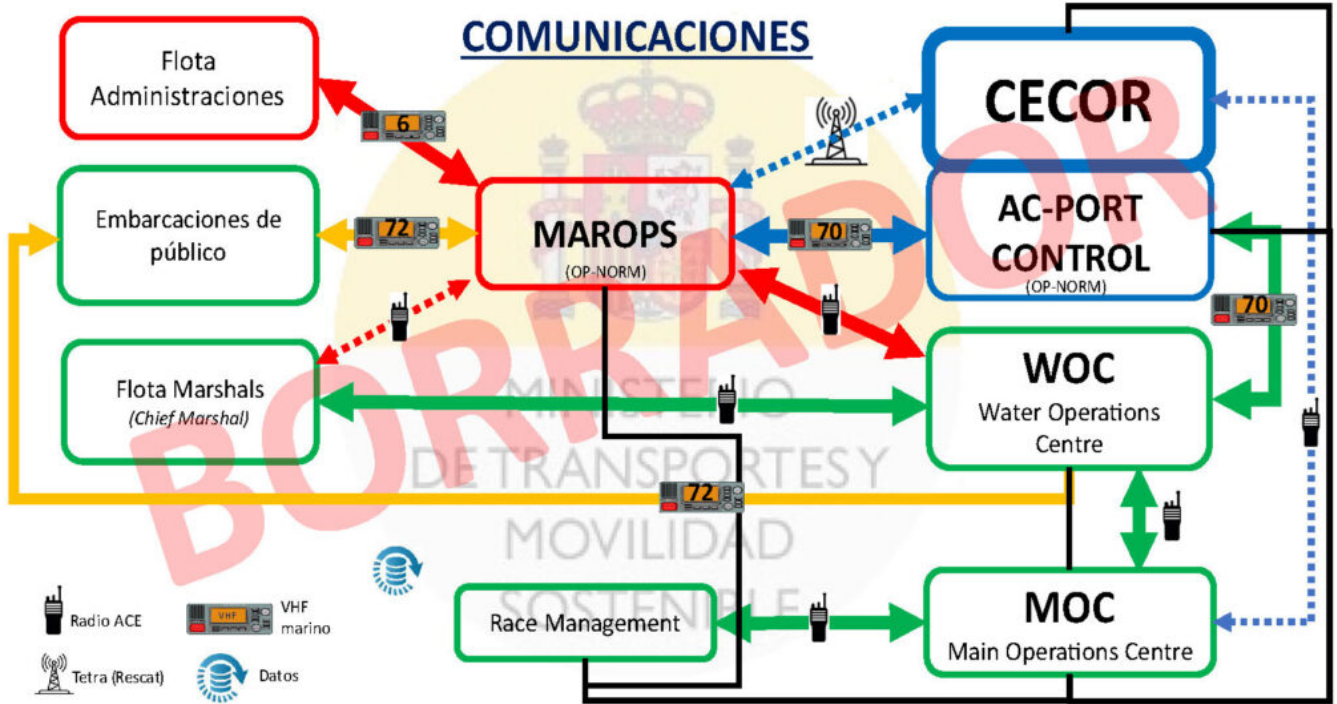 COMUNICACIONES
Flota
Administraciones
6
CECOR
Embarcaciones de
público
72
MAROPS
(OP-NORM)
70
AC-PORT
CONTROL
(OP-NORM)
70
Flota Marshals
(Chief Marshal)
WOC
Water Operations
Centre
72
BORRADOR
MINISTERIO
DE TRANSPORTES Y
MOVILIDAD
SOSTENIBLE
Race Management
MOC
Main Operations Centre
Radio ACE
VHF
VHF
marino
Tetra (Rescat)
Datos